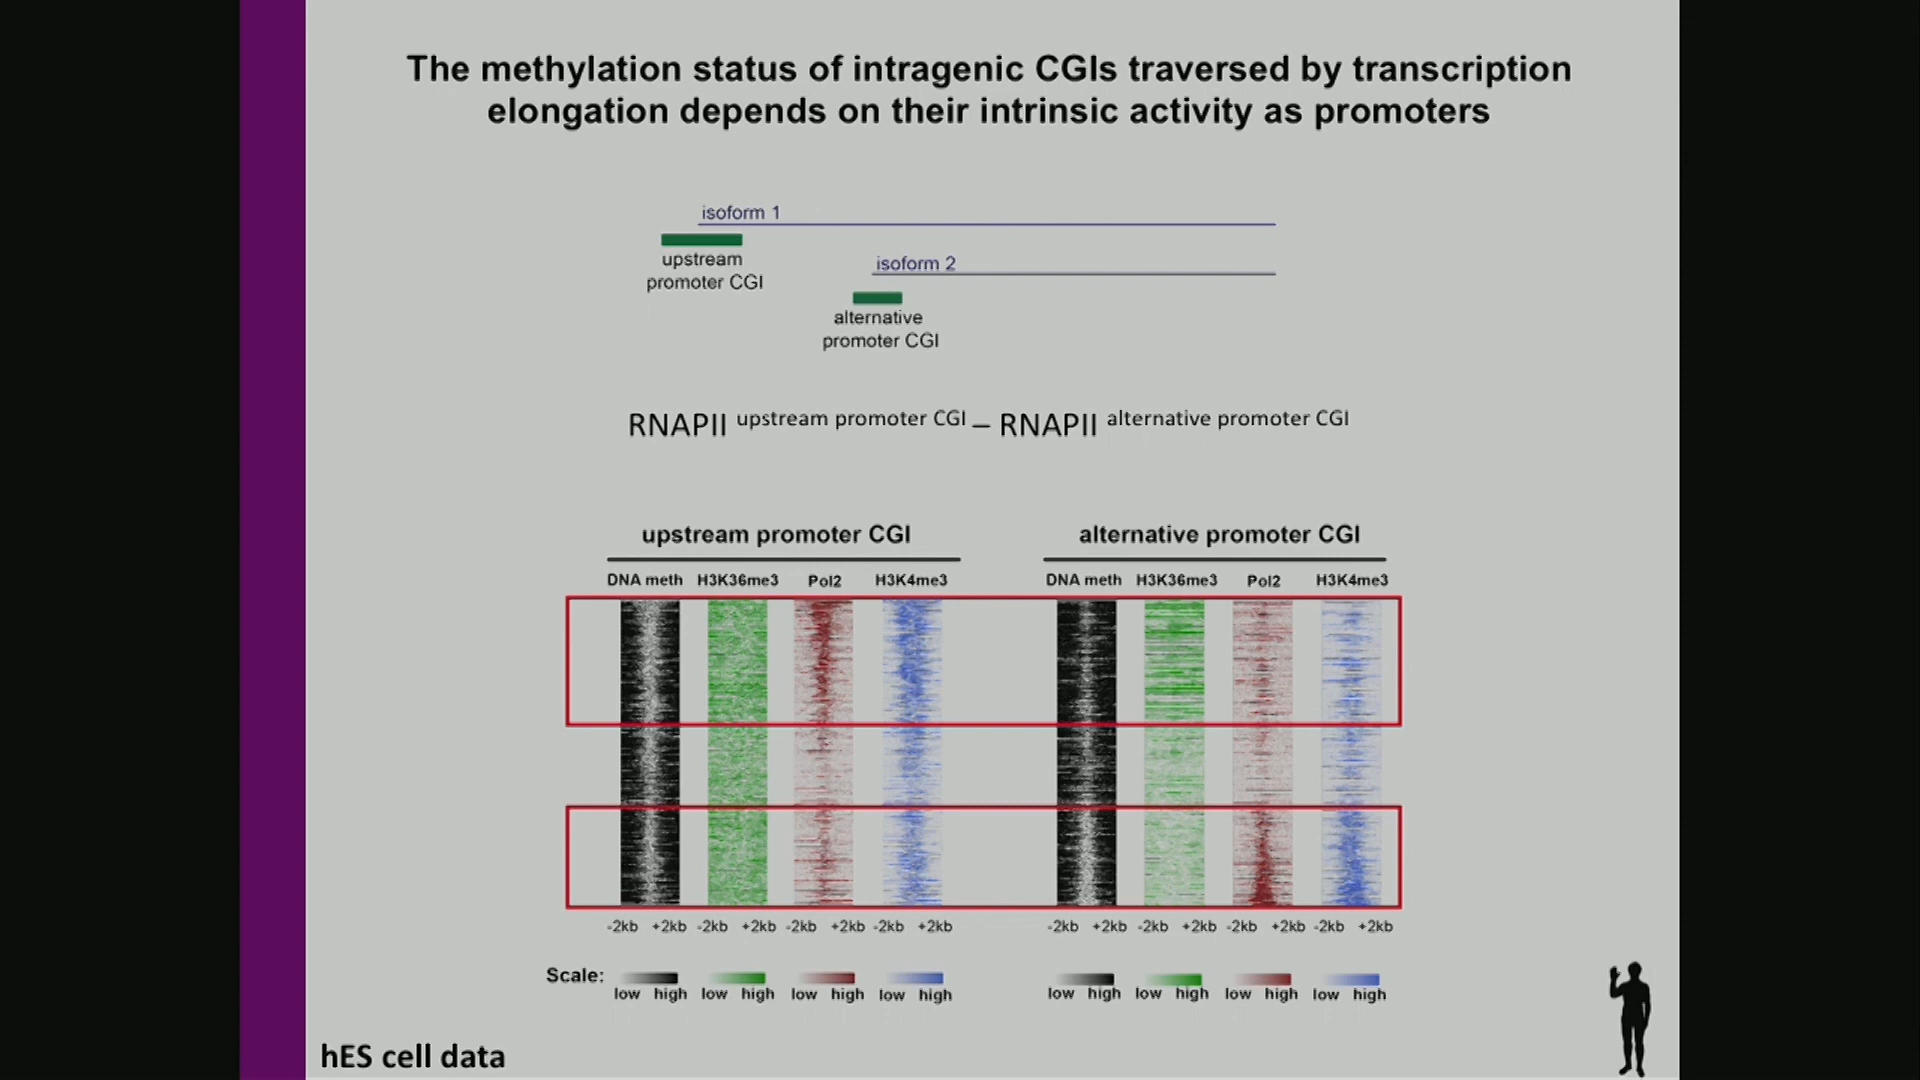 The methylation status of intragenic CGIs traversed by transcription
elongation depends on their intrinsic activity as promoters
isoform 1
upstream
promoter CGI
isoform 2
alternative
promoter CGI
RNAPII upstream promoter CGI – RNAPII alternative promoter CGI
upstream promoter CGI alternative promoter CGI
DNA meth H3K36me3 Pol2 H3K4me3 DNA meth H3K36me3 Pol2 H3K4me3
-2kb +2kb -2kb +2kb -2kb +2kb -2kb +2kb -2kb +2kb -2kb +2kb -2kb +2kb -2kb +2kb
Scale:
low high low high low high low high low high low high low high low high
hES cell data